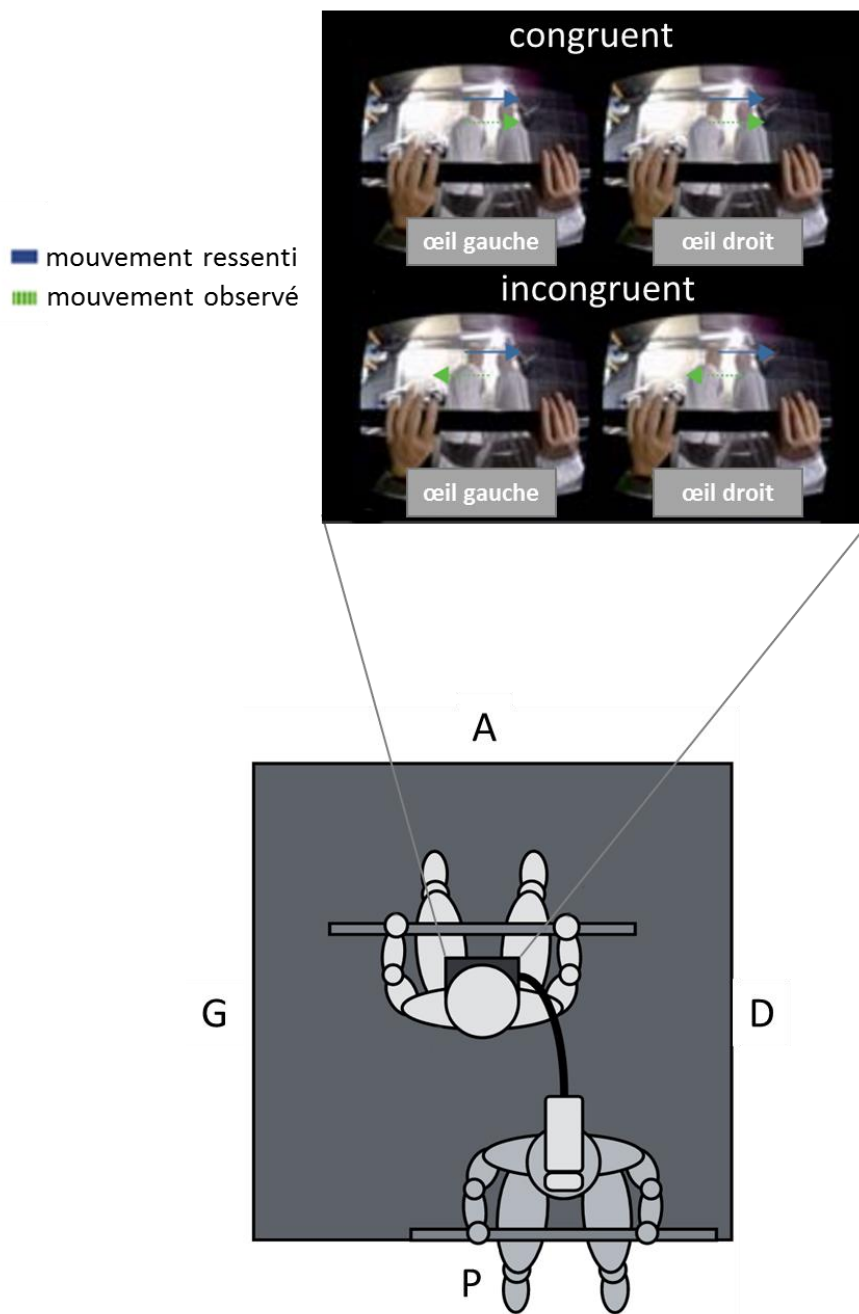 congruent
œil gauche
œil droit
mouvement ressenti
mouvement observé
incongruent
œil gauche
œil droit
A
G
D
P